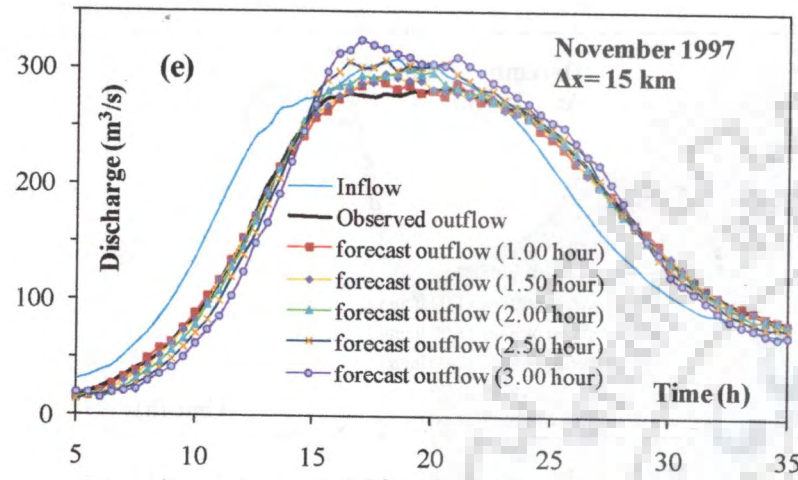 (e)
November 1997
Δx= 15 km
Discharge (m³/s)
300
200
100
0
Inflow
Observed outflow
forecast outflow (1.00 hour)
forecast outflow (1.50 hour)
forecast outflow (2.00 hour)
forecast outflow (2.50 hour)
forecast outflow (3.00 hour)
Time (h)
5 10 15 20 25 30 35